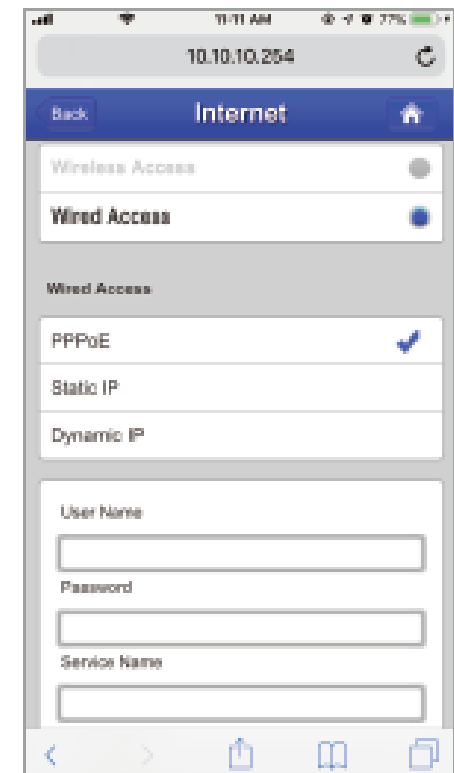 11:11 AM 77%
10.10.10.254
Back Internet
Wireless Access
Wired Access
Wired Access
PPPoE
Static IP
Dynamic IP
User Name
Password
Service Name